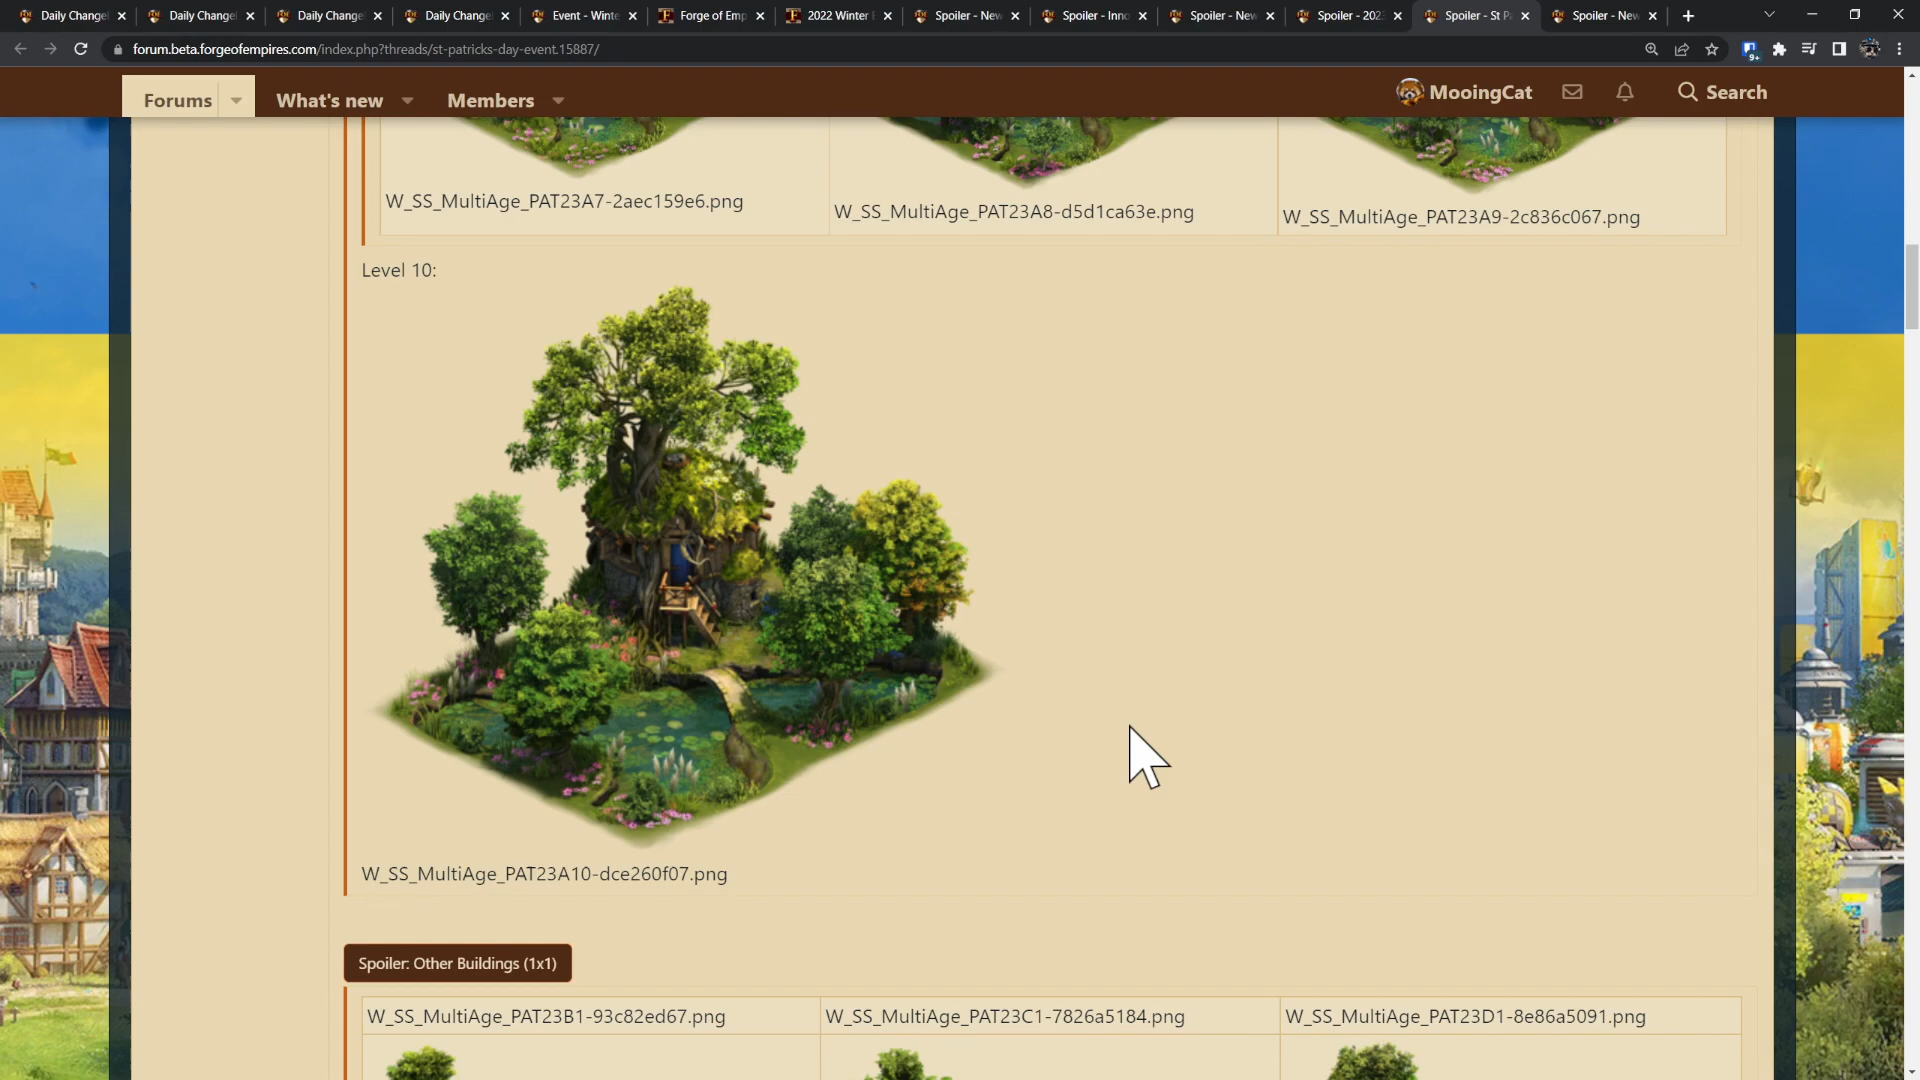 Daily Change
Daily Change
Daily Change
Daily Change
Event - Winte
Forge of Emp
2022 Winter E
Spoiler - New
Spoiler - Inno
Spoiler - New
Spoiler - 202
Spoiler - St Pa
Spoiler - New
forum.beta.forgeofempires.com/index.php?threads/st-patricks-day-event.15887/
9+
Forums
What's new
Members
MooingCat
Search
W_SS_MultiAge_PAT23A7-2aec159e6.png
W_SS_MultiAge_PAT23A8-d5d1ca63e.png
W_SS_MultiAge_PAT23A9-2c836c067.png
Level 10:
W_SS_MultiAge_PAT23A10-dce260f07.png
Spoiler: Other Buildings (1x1)
W_SS_MultiAge_PAT23B1-93c82ed67.png
W_SS_MultiAge_PAT23C1-7826a5184.png
W_SS_MultiAge_PAT23D1-8e86a5091.png